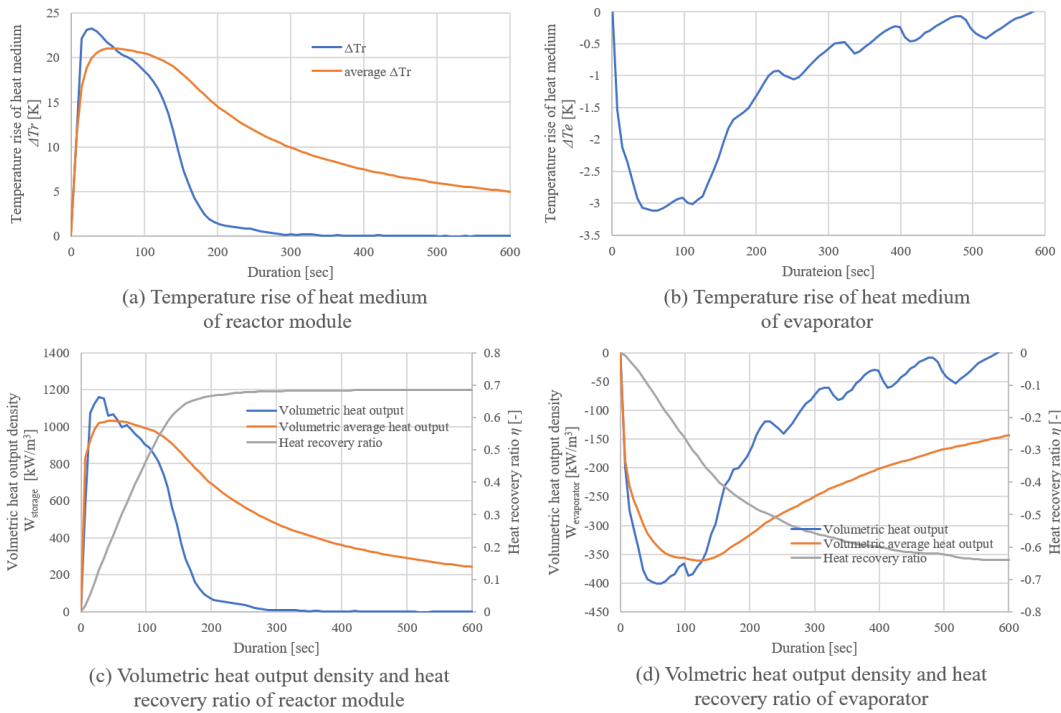 25
20
15
10
5
0
0
100
200
300
400
500
600
Temperature rise of heat medium
ΔTr [K]
ΔTr
average ΔTr
Duration [sec]
(a) Temperature rise of heat medium
of reactor module
0
-0.5
-1
-1.5
-2
-2.5
-3
-3.5
0
100
200
300
400
500
600
Temperature rise of heat medium
ΔTe [K]
Durateion [sec]
(b) Temperature rise of heat medium
of evaporator
1400
1200
1000
800
600
400
200
0
0
100
200
300
400
500
600
0.8
0.7
0.6
0.5
0.4
0.3
0.2
0.1
0
Volmetric heat output density
W storage [kW/m³]
Heat recovery ratio η [-]
Volumetric heat output
Volumetric average heat output
Heat recovery ratio
Duration [sec]
(c) Volumetric heat output density and heat
recovery ratio of reactor module
0
-50
-100
-150
-200
-250
-300
-350
-400
-450
0
100
200
300
400
500
600
0
-0.1
-0.2
-0.3
-0.4
-0.5
-0.6
-0.7
-0.8
Volumetric heat output density
W evaporator [kW/m³]
Heat recovery ratio η [-]
Volumetric heat output
Volumetric average heat output
Heat recovery ratio
Duration [sec]
(d) Volmetric heat output density and heat
recovery ratio of evaporator